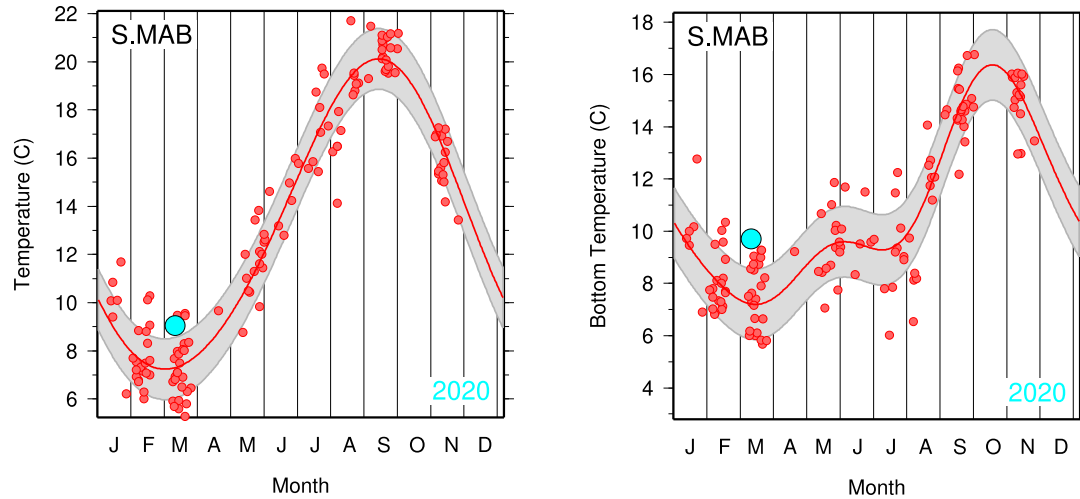 S.MAB
Temperature (C)
22
20
18
16
14
12
10
8
6
2020
J F M A M J J A S O N D
Month
S.MAB
Bottom Temperature (C)
18
16
14
12
10
8
6
4
2020
J F M A M J J A S O N D
Month